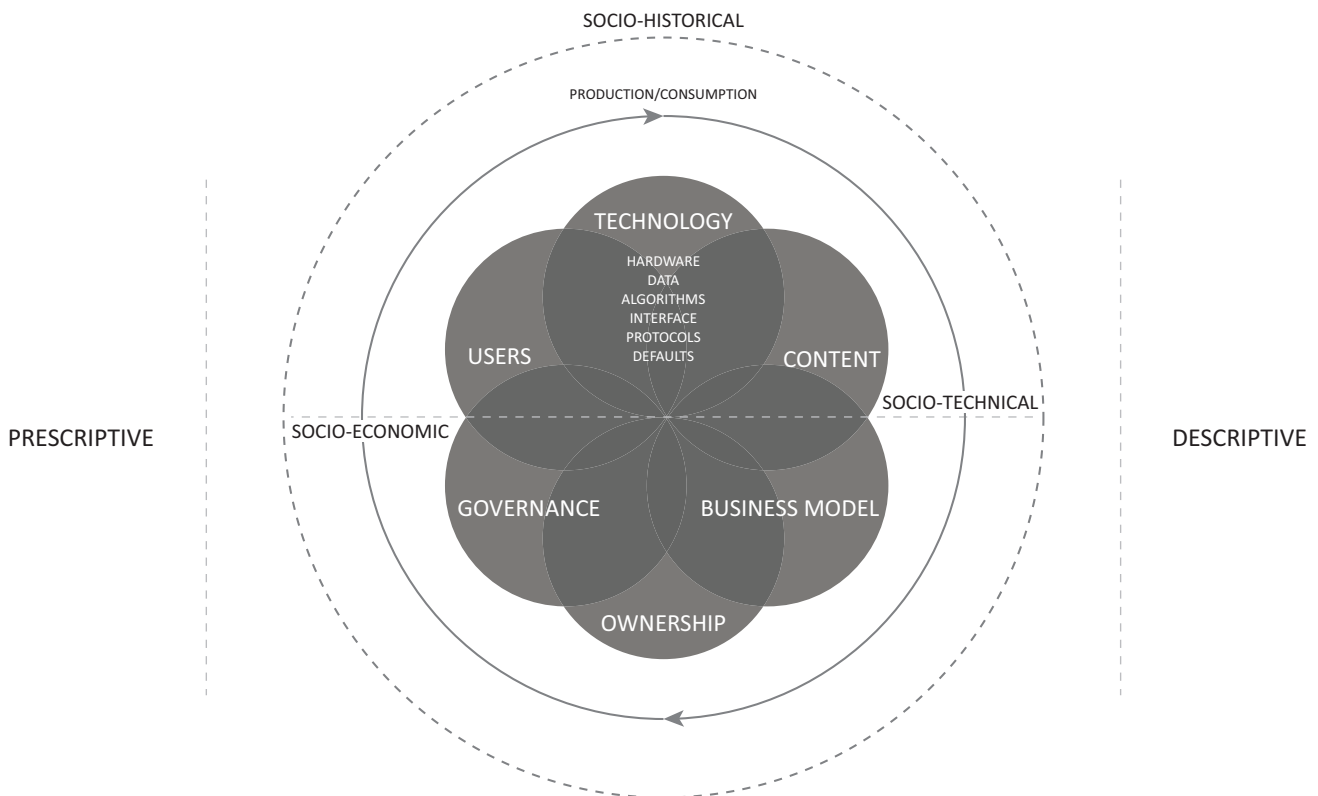 SOCIO-HISTORICAL
PRODUCTION/CONSUMPTION
TECHNOLOGY
HARDWARE
DATA
ALGORITHMS
INTERFACE
PROTOCOLS
DEFAULTS
USERS
CONTENT
SOCIO-TECHNICAL
SOCIO-ECONOMIC
PRESCRIPTIVE
DESCRIPTIVE
GOVERNANCE
BUSINESS MODEL
OWNERSHIP